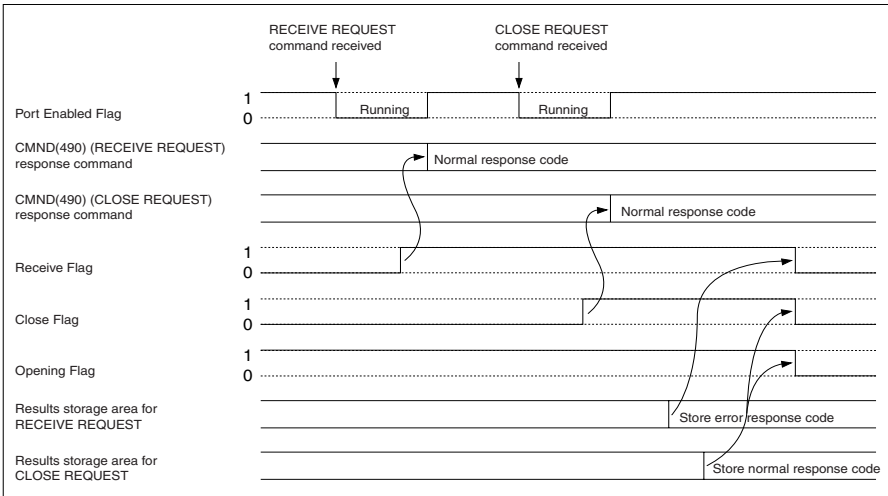 RECEIVE REQUEST
command received
CLOSE REQUEST
command received
Port Enabled Flag
1
0
Running
Running
CMND(490) (RECEIVE REQUEST)
response command
Normal response code
CMND(490) (CLOSE REQUEST)
response command
Normal response code
Receive Flag
1
0
Close Flag
1
0
Opening Flag
1
0
Results storage area for
RECEIVE REQUEST
Store error response code
Results storage area for
CLOSE REQUEST
Store normal response code